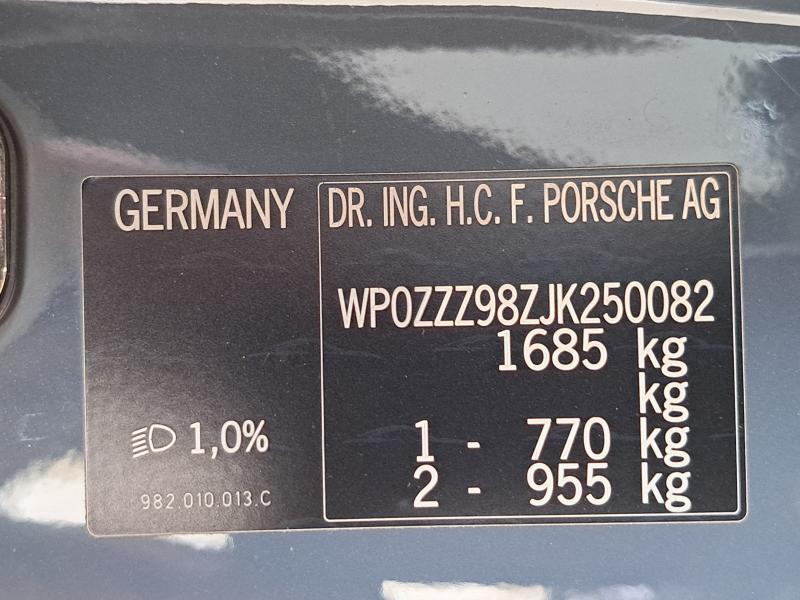 GERMANY
DR. ING. H.C. F. PORSCHE AG
WP0ZZZ98ZJK250082
1685 kg
kg
1 - 770 kg
2 - 955 kg
1,0%
982.010.013.C